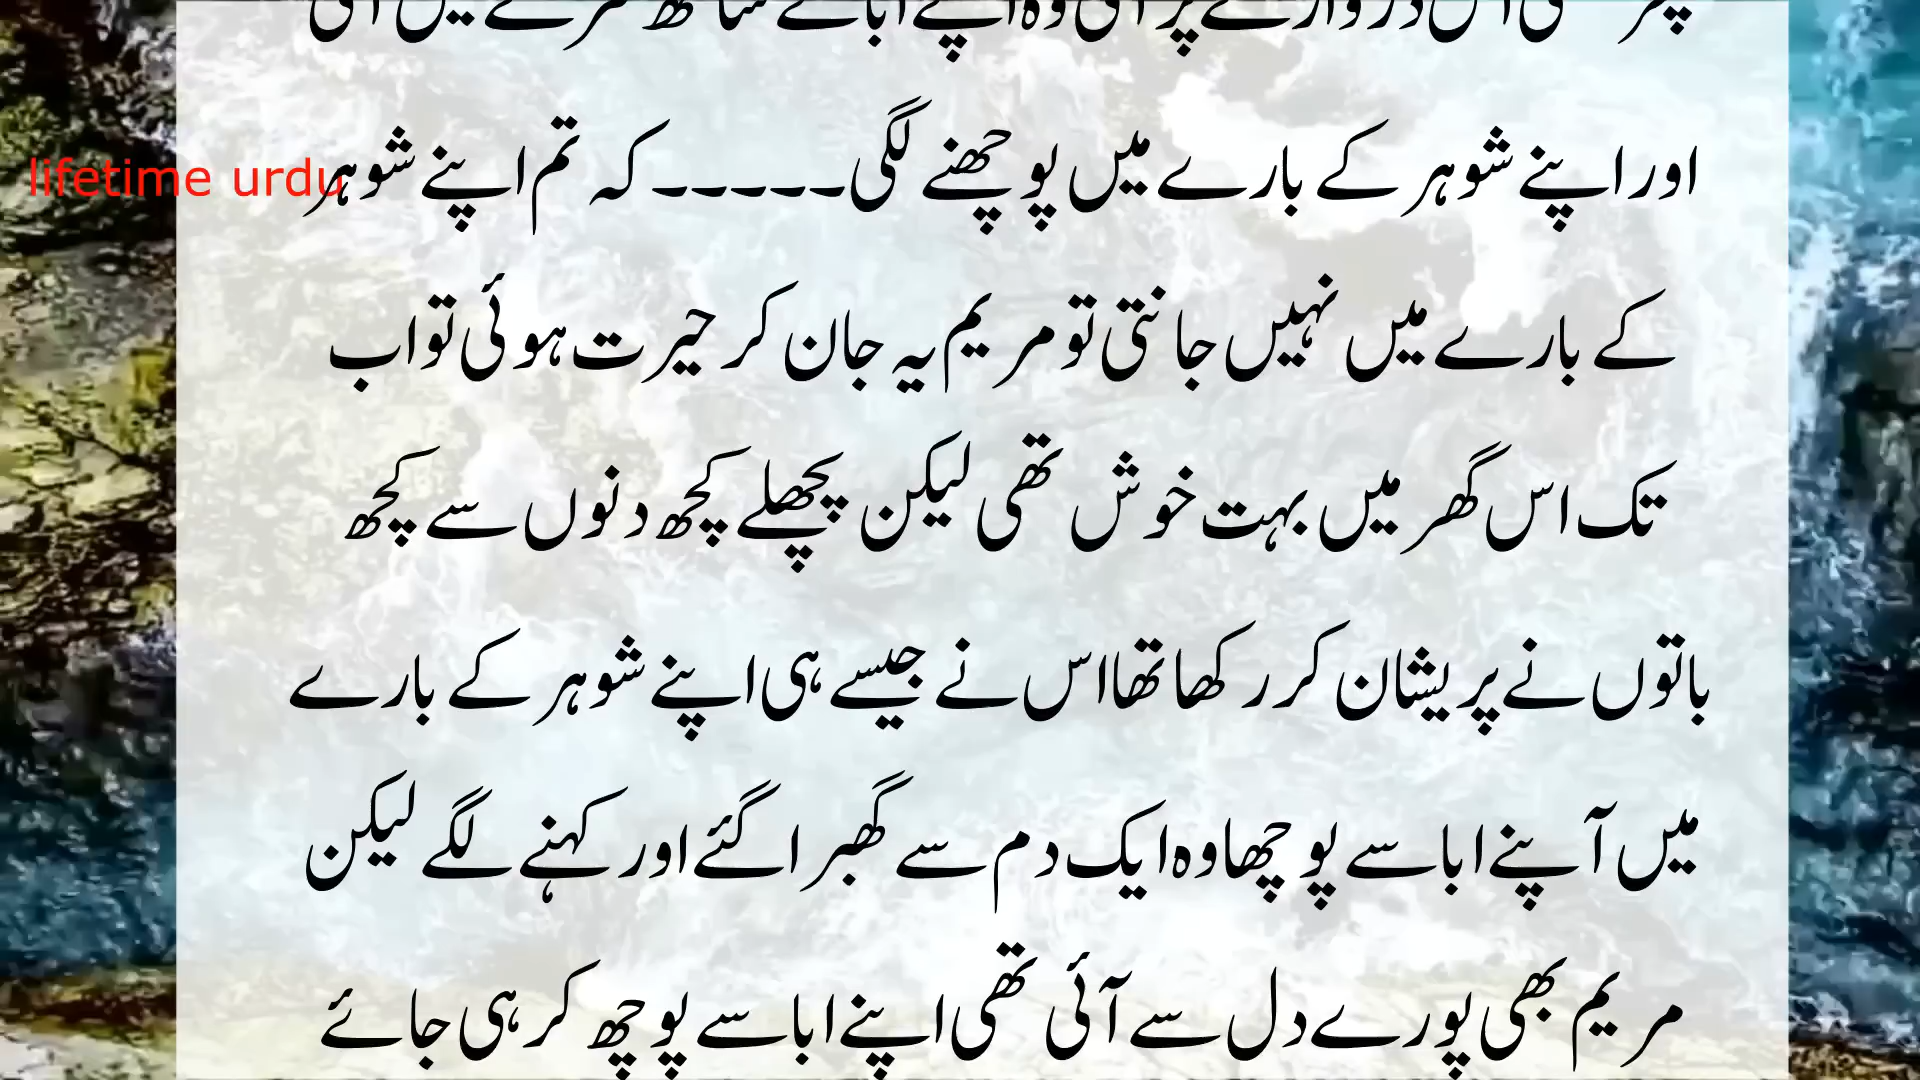 اور اپنے شوہر کے بارے میں پوچھنے لگی۔۔۔۔۔کہ تم اپنے شوہر
lifetime urdu
کے بارے میں نہیں جانتی تو مریم یہ جان کر حیرت ہوئی تو اب
تک اس گھر میں بہت خوش تھی لیکن پچھلے کچھ دنوں سے کچھ
باتوں نے پریشان کر رکھا تھا اس نے جیسے ہی اپنے شوہر کے بارے
میں آپنے ابا سے پوچھا وہ ایک دم سے گھبرا گئے اور کہنے لگے لیکن
مریم بھی پورے دل سے آئی تھی اپنے ابا سے پوچھ کر ہی جائے